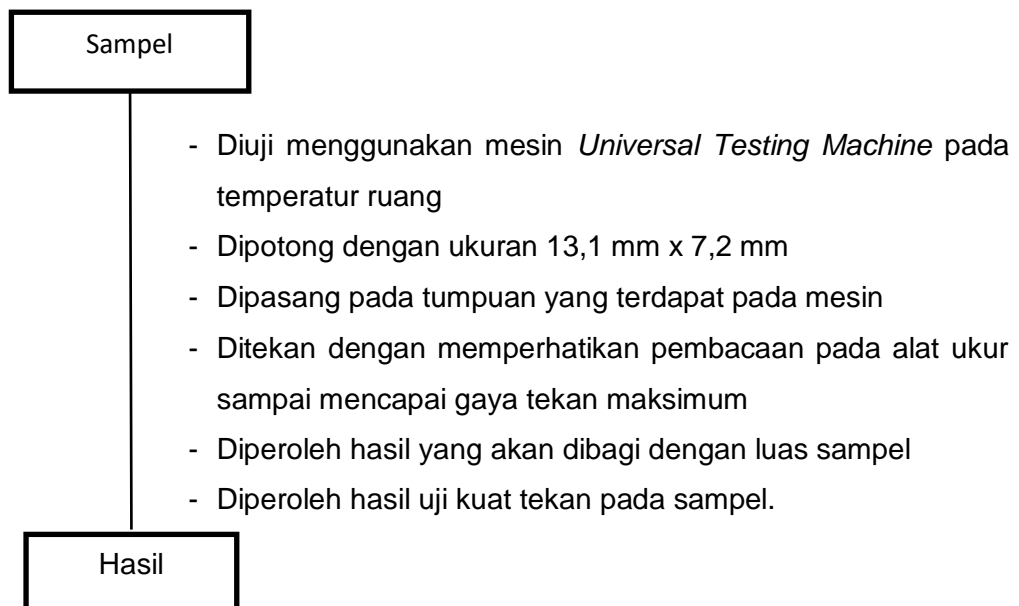 Sampel
- Diuji menggunakan mesin Universal Testing Machine pada
temperatur ruang
- Dipotong dengan ukuran 13,1 mm x 7,2 mm
- Dipasang pada tumpuan yang terdapat pada mesin
- Ditekan dengan memperhatikan pembacaan pada alat ukur
sampai mencapai gaya tekan maksimum
- Diperoleh hasil yang akan dibagi dengan luas sampel
- Diperoleh hasil uji kuat tekan pada sampel.
Hasil